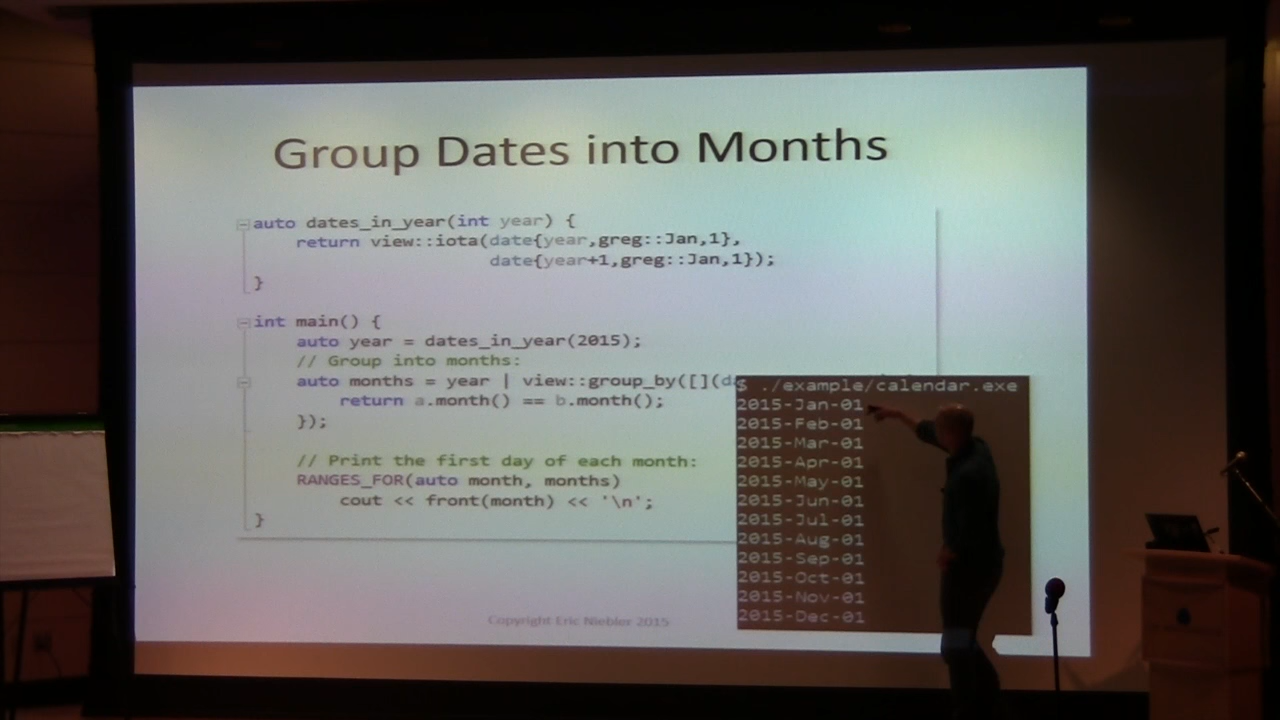 Group Dates into Months
auto dates_in_year(int year) {
return view::iota(date{year,greg::Jan,1},
date{year+1,greg::Jan,1});
}
int main() {
auto year = dates_in_year(2015);
// Group into months:
auto months = year | view::group_by([](
return a.month() == b.month();
});
// Print the first day of each month:
RANGES_FOR(auto month, months)
cout << front(month) << '\n';
}
$ ./example/calendar.exe
2015-Jan-01
2015-Feb-01
2015-Mar-01
2015-Apr-01
2015-May-01
2015-Jun-01
2015-Jul-01
2015-Aug-01
2015-Sep-01
2015-Oct-01
2015-Nov-01
2015-Dec-01
Copyright Eric Niebler 2015